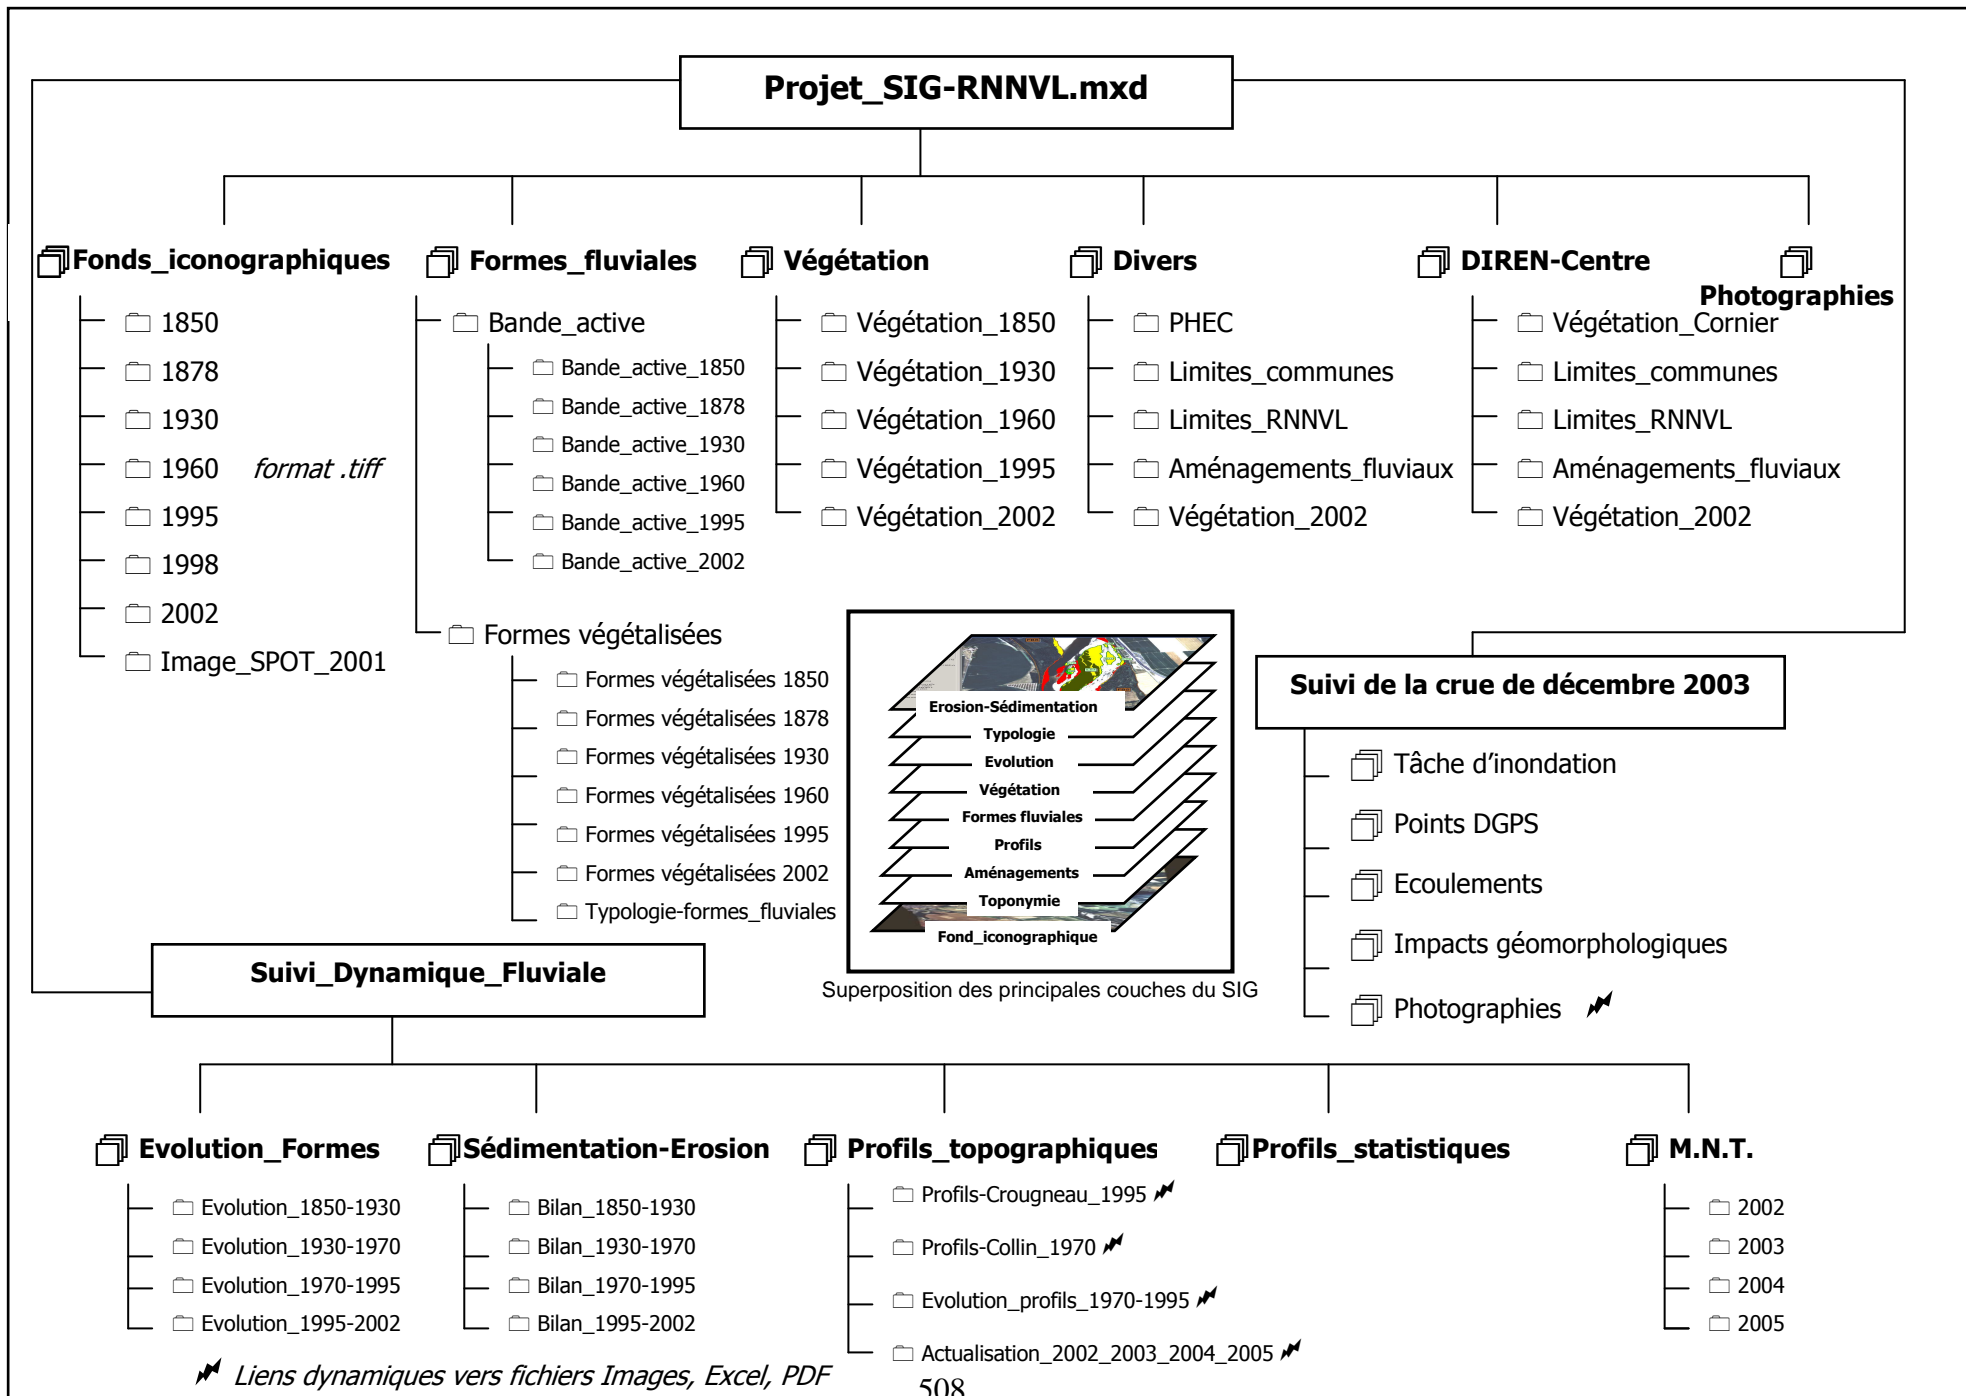 Projet_SIG-RNNVL.mxd
Fonds_iconographiques
1850
1878
1930
1960 format .tiff
1995
1998
2002
Image_SPOT_2001
Formes_fluviales
Bande_active
Bande_active_1850
Bande_active_1878
Bande_active_1930
Bande_active_1960
Bande_active_1995
Bande_active_2002
Formes végétalisées
Formes végétalisées 1850
Formes végétalisées 1878
Formes végétalisées 1930
Formes végétalisées 1960
Formes végétalisées 1995
Formes végétalisées 2002
Typologie-formes_fluviales
Végétation
Végétation_1850
Végétation_1930
Végétation_1960
Végétation_1995
Végétation_2002
Divers
PHEC
Limites_communes
Limites_RNNVL
Aménagements_fluviaux
Végétation_2002
DIREN-Centre
Végétation_Cornier
Limites_communes
Limites_RNNVL
Aménagements_fluviaux
Végétation_2002
Photographies
Erosion-Sédimentation
Typologie
Evolution
Végétation
Formes fluviales
Profils
Aménagements
Toponymie
Fond_iconographique
Superposition des principales couches du SIG
Suivi de la crue de décembre 2003
Tâche d’inondation
Points DGPS
Ecoulements
Impacts géomorphologiques
Photographies
Suivi_Dynamique_Fluviale
Evolution_Formes
Evolution_1850-1930
Evolution_1930-1970
Evolution_1970-1995
Evolution_1995-2002
Sédimentation-Erosion
Bilan_1850-1930
Bilan_1930-1970
Bilan_1970-1995
Bilan_1995-2002
Profils_topographiques
Profils-Crougneau_1995
Profils-Collin_1970
Evolution_profils_1970-1995
Actualisation_2002_2003_2004_2005
Profils_statistiques
M.N.T.
2002
2003
2004
2005
Liens dynamiques vers fichiers Images, Excel, PDF
508